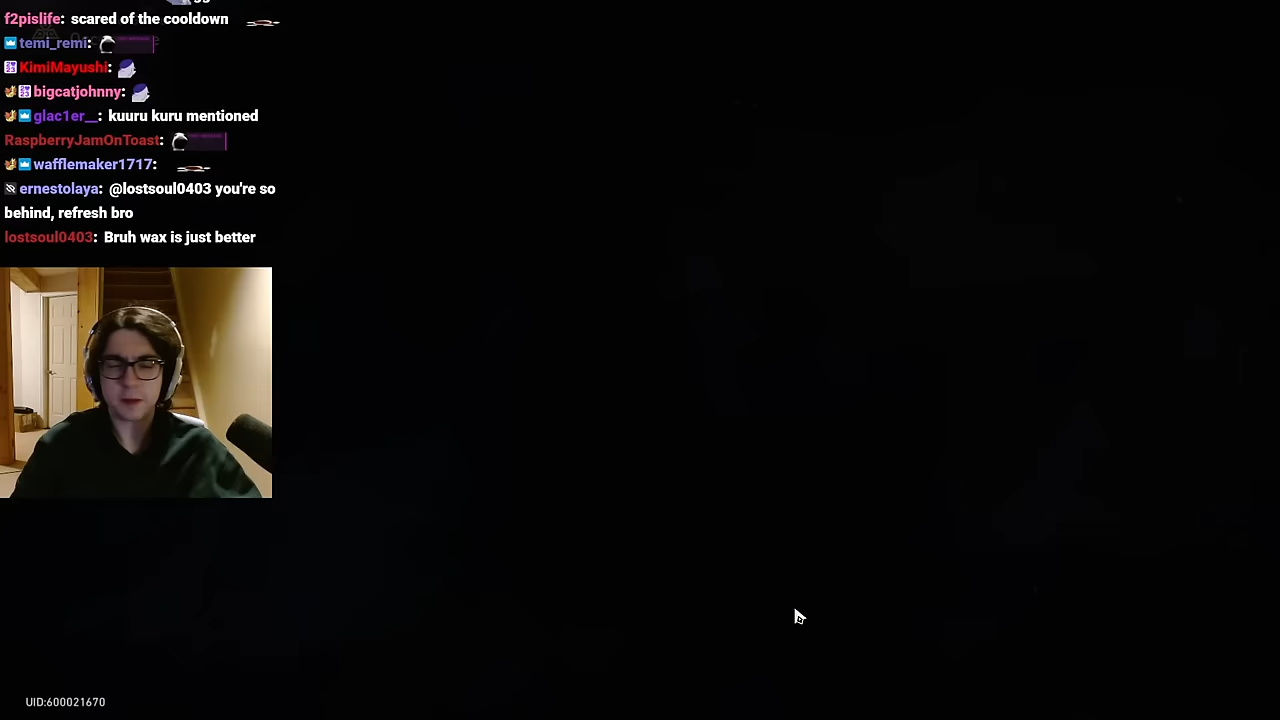 f2pislife: scared of the cooldown
temi_remi:
KimiMayushi:
bigcatjohnny:
glac1er__: kuuru kuru mentioned
RaspberryJamOnToast:
wafflemaker1717:
ernestolaya: @lostsoul0403 you're so
behind, refresh bro
lostsoul0403: Bruh wax is just better
UID:600021670